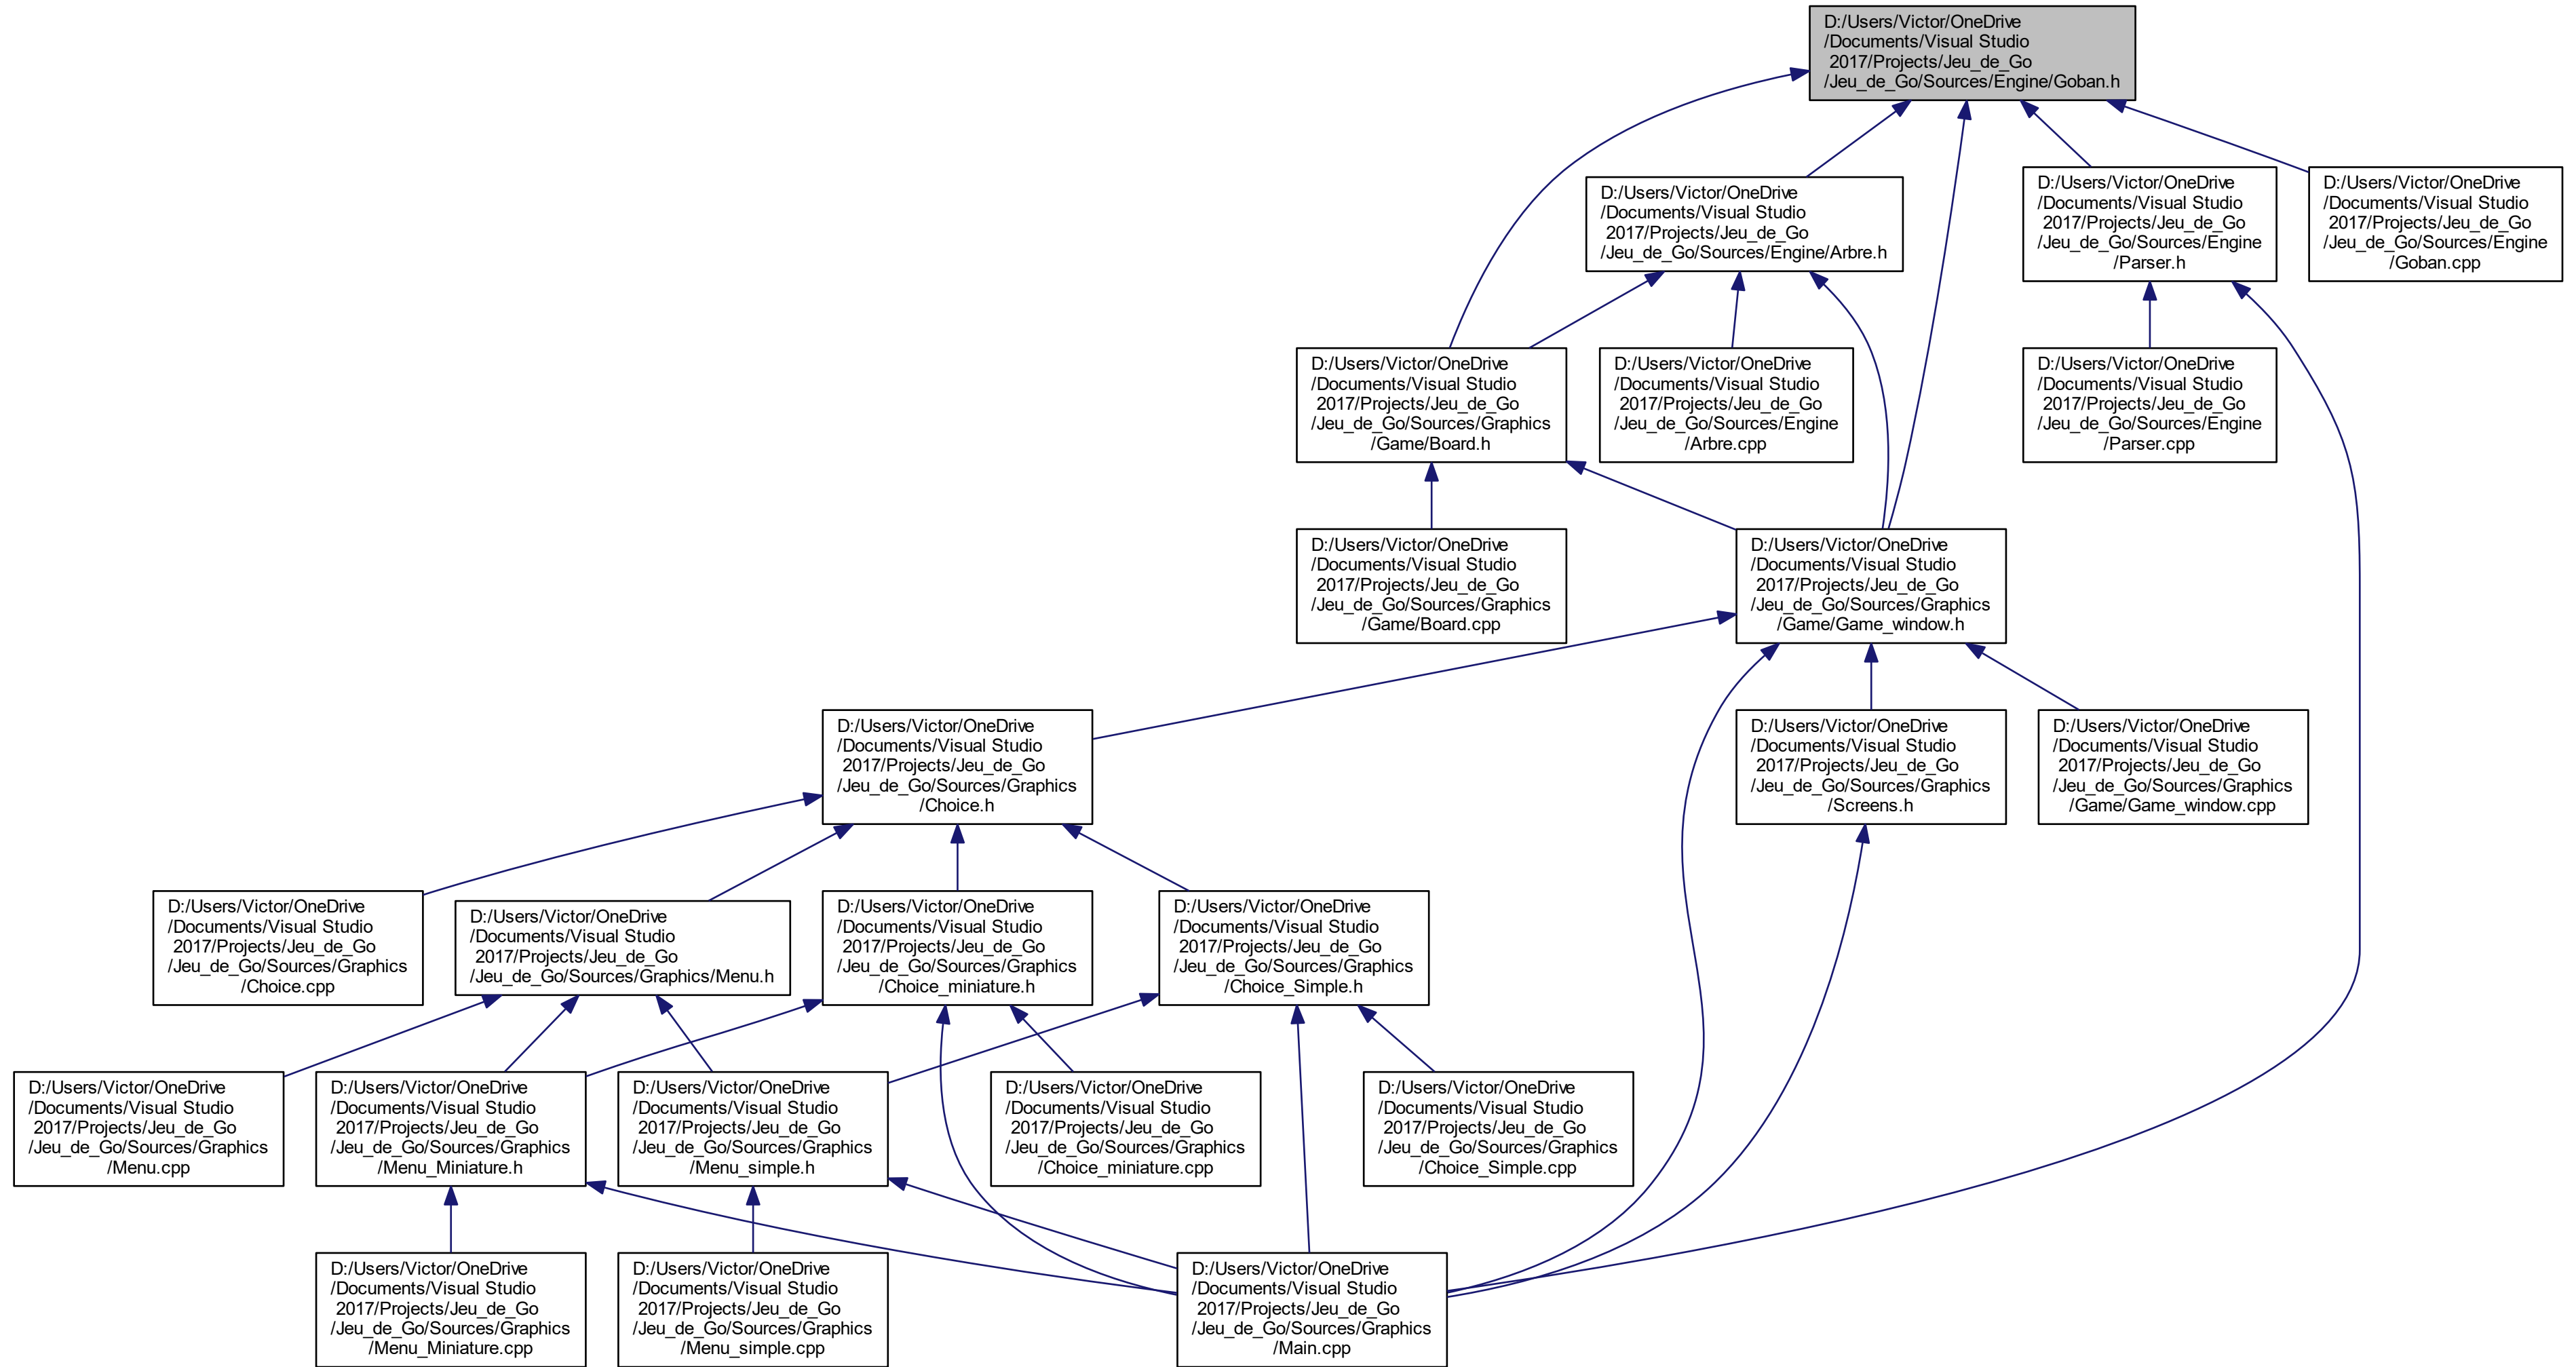 D:/Users/Victor/OneDrive
/Documents/Visual Studio
2017/Projects/Jeu_de_Go
/Jeu_de_Go/Sources/Engine/Goban.h
D:/Users/Victor/OneDrive
/Documents/Visual Studio
2017/Projects/Jeu_de_Go
/Jeu_de_Go/Sources/Engine/Arbre.h
D:/Users/Victor/OneDrive
/Documents/Visual Studio
2017/Projects/Jeu_de_Go
/Jeu_de_Go/Sources/Engine
/Parser.h
D:/Users/Victor/OneDrive
/Documents/Visual Studio
2017/Projects/Jeu_de_Go
/Jeu_de_Go/Sources/Engine
/Goban.cpp
D:/Users/Victor/OneDrive
/Documents/Visual Studio
2017/Projects/Jeu_de_Go
/Jeu_de_Go/Sources/Graphics
/Game/Board.h
D:/Users/Victor/OneDrive
/Documents/Visual Studio
2017/Projects/Jeu_de_Go
/Jeu_de_Go/Sources/Engine
/Arbre.cpp
D:/Users/Victor/OneDrive
/Documents/Visual Studio
2017/Projects/Jeu_de_Go
/Jeu_de_Go/Sources/Engine
/Parser.cpp
D:/Users/Victor/OneDrive
/Documents/Visual Studio
2017/Projects/Jeu_de_Go
/Jeu_de_Go/Sources/Graphics
/Game/Board.cpp
D:/Users/Victor/OneDrive
/Documents/Visual Studio
2017/Projects/Jeu_de_Go
/Jeu_de_Go/Sources/Graphics
/Game/Game_window.h
D:/Users/Victor/OneDrive
/Documents/Visual Studio
2017/Projects/Jeu_de_Go
/Jeu_de_Go/Sources/Graphics
/Choice.h
D:/Users/Victor/OneDrive
/Documents/Visual Studio
2017/Projects/Jeu_de_Go
/Jeu_de_Go/Sources/Graphics
/Screens.h
D:/Users/Victor/OneDrive
/Documents/Visual Studio
2017/Projects/Jeu_de_Go
/Jeu_de_Go/Sources/Graphics
/Game/Game_window.cpp
D:/Users/Victor/OneDrive
/Documents/Visual Studio
2017/Projects/Jeu_de_Go
/Jeu_de_Go/Sources/Graphics
/Choice.cpp
D:/Users/Victor/OneDrive
/Documents/Visual Studio
2017/Projects/Jeu_de_Go
/Jeu_de_Go/Sources/Graphics/Menu.h
D:/Users/Victor/OneDrive
/Documents/Visual Studio
2017/Projects/Jeu_de_Go
/Jeu_de_Go/Sources/Graphics
/Choice_miniature.h
D:/Users/Victor/OneDrive
/Documents/Visual Studio
2017/Projects/Jeu_de_Go
/Jeu_de_Go/Sources/Graphics
/Choice_Simple.h
D:/Users/Victor/OneDrive
/Documents/Visual Studio
2017/Projects/Jeu_de_Go
/Jeu_de_Go/Sources/Graphics
/Menu.cpp
D:/Users/Victor/OneDrive
/Documents/Visual Studio
2017/Projects/Jeu_de_Go
/Jeu_de_Go/Sources/Graphics
/Menu_Miniature.h
D:/Users/Victor/OneDrive
/Documents/Visual Studio
2017/Projects/Jeu_de_Go
/Jeu_de_Go/Sources/Graphics
/Menu_simple.h
D:/Users/Victor/OneDrive
/Documents/Visual Studio
2017/Projects/Jeu_de_Go
/Jeu_de_Go/Sources/Graphics
/Choice_miniature.cpp
D:/Users/Victor/OneDrive
/Documents/Visual Studio
2017/Projects/Jeu_de_Go
/Jeu_de_Go/Sources/Graphics
/Choice_Simple.cpp
D:/Users/Victor/OneDrive
/Documents/Visual Studio
2017/Projects/Jeu_de_Go
/Jeu_de_Go/Sources/Graphics
/Menu_Miniature.cpp
D:/Users/Victor/OneDrive
/Documents/Visual Studio
2017/Projects/Jeu_de_Go
/Jeu_de_Go/Sources/Graphics
/Menu_simple.cpp
D:/Users/Victor/OneDrive
/Documents/Visual Studio
2017/Projects/Jeu_de_Go
/Jeu_de_Go/Sources/Graphics
/Main.cpp